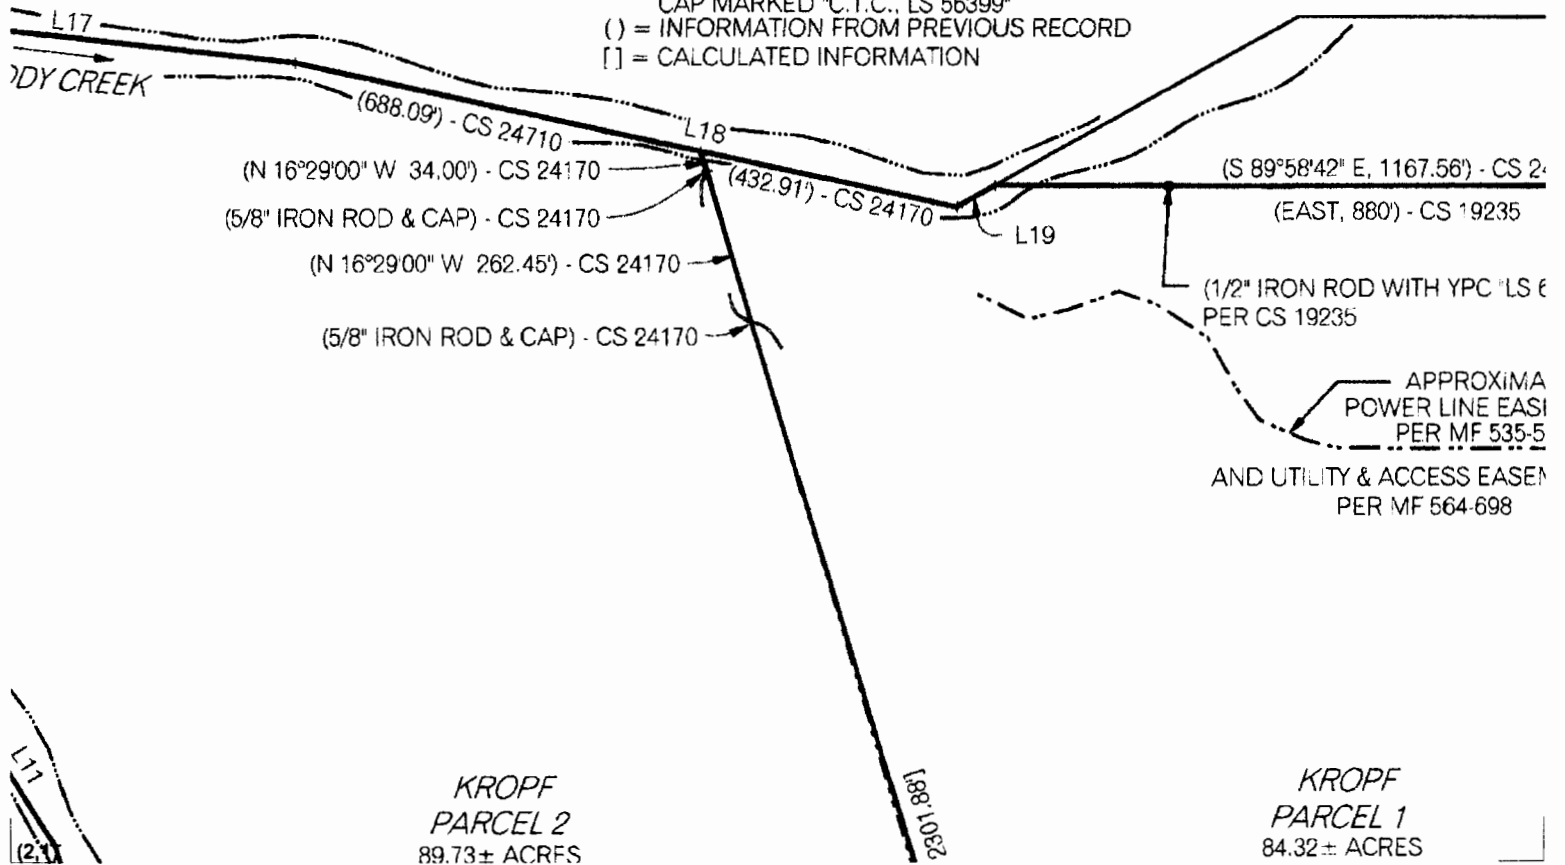 CAP MARKED "C.T.C., LS 56399"
( ) = INFORMATION FROM PREVIOUS RECORD
[ ] = CALCULATED INFORMATION
L17
DDY CREEK
(688.09') - CS 24710
L18
(N 16°29'00" W 34.00') - CS 24170
(432.91') - CS 24170
(S 89°58'42" E, 1167.56') - CS 24
(5/8" IRON ROD & CAP) - CS 24170
(EAST, 880') - CS 19235
L19
(N 16°29'00" W 262.45') - CS 24170
(1/2" IRON ROD WITH YPC "LS 6
PER CS 19235
(5/8" IRON ROD & CAP) - CS 24170
APPROXIMA
POWER LINE EASE
PER MF 535-5
AND UTILITY & ACCESS EASEM
PER MF 564-698
L11
(2,1)
KROPF
PARCEL 2
89.73± ACRES
2301.88']
KROPF
PARCEL 1
84.32± ACRES